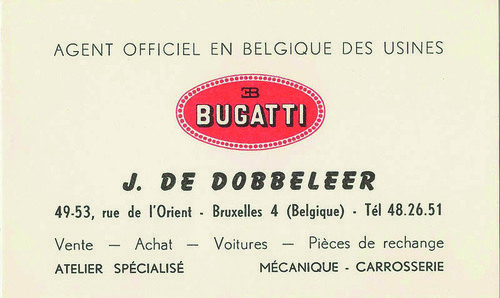 AGENT OFFICIEL EN BELGIQUE DES USINES
EB
BUGATTI
J. DE DOBBELEER
49-53, rue de l'Orient - Bruxelles 4 (Belgique) - Tél 48.26.51
Vente — Achat — Voitures — Pièces de rechange
ATELIER SPÉCIALISÉ MÉCANIQUE - CARROSSERIE